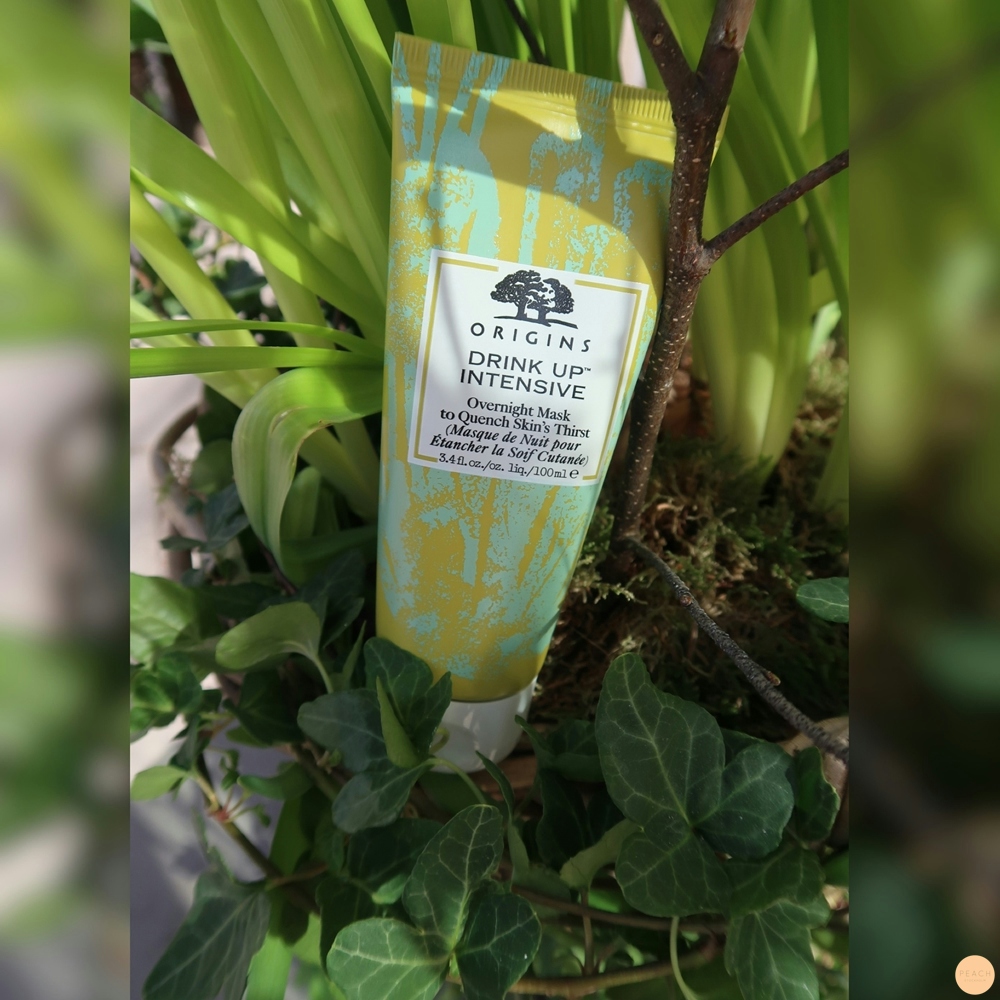 ORIGINS
DRINK UP™
INTENSIVE
Overnight Mask
to Quench Skin's Thirst
(Masque de Nuit pour
Étancher la Soif Cutanée)
3.4 fl.oz./oz. liq./100ml e
PEACH